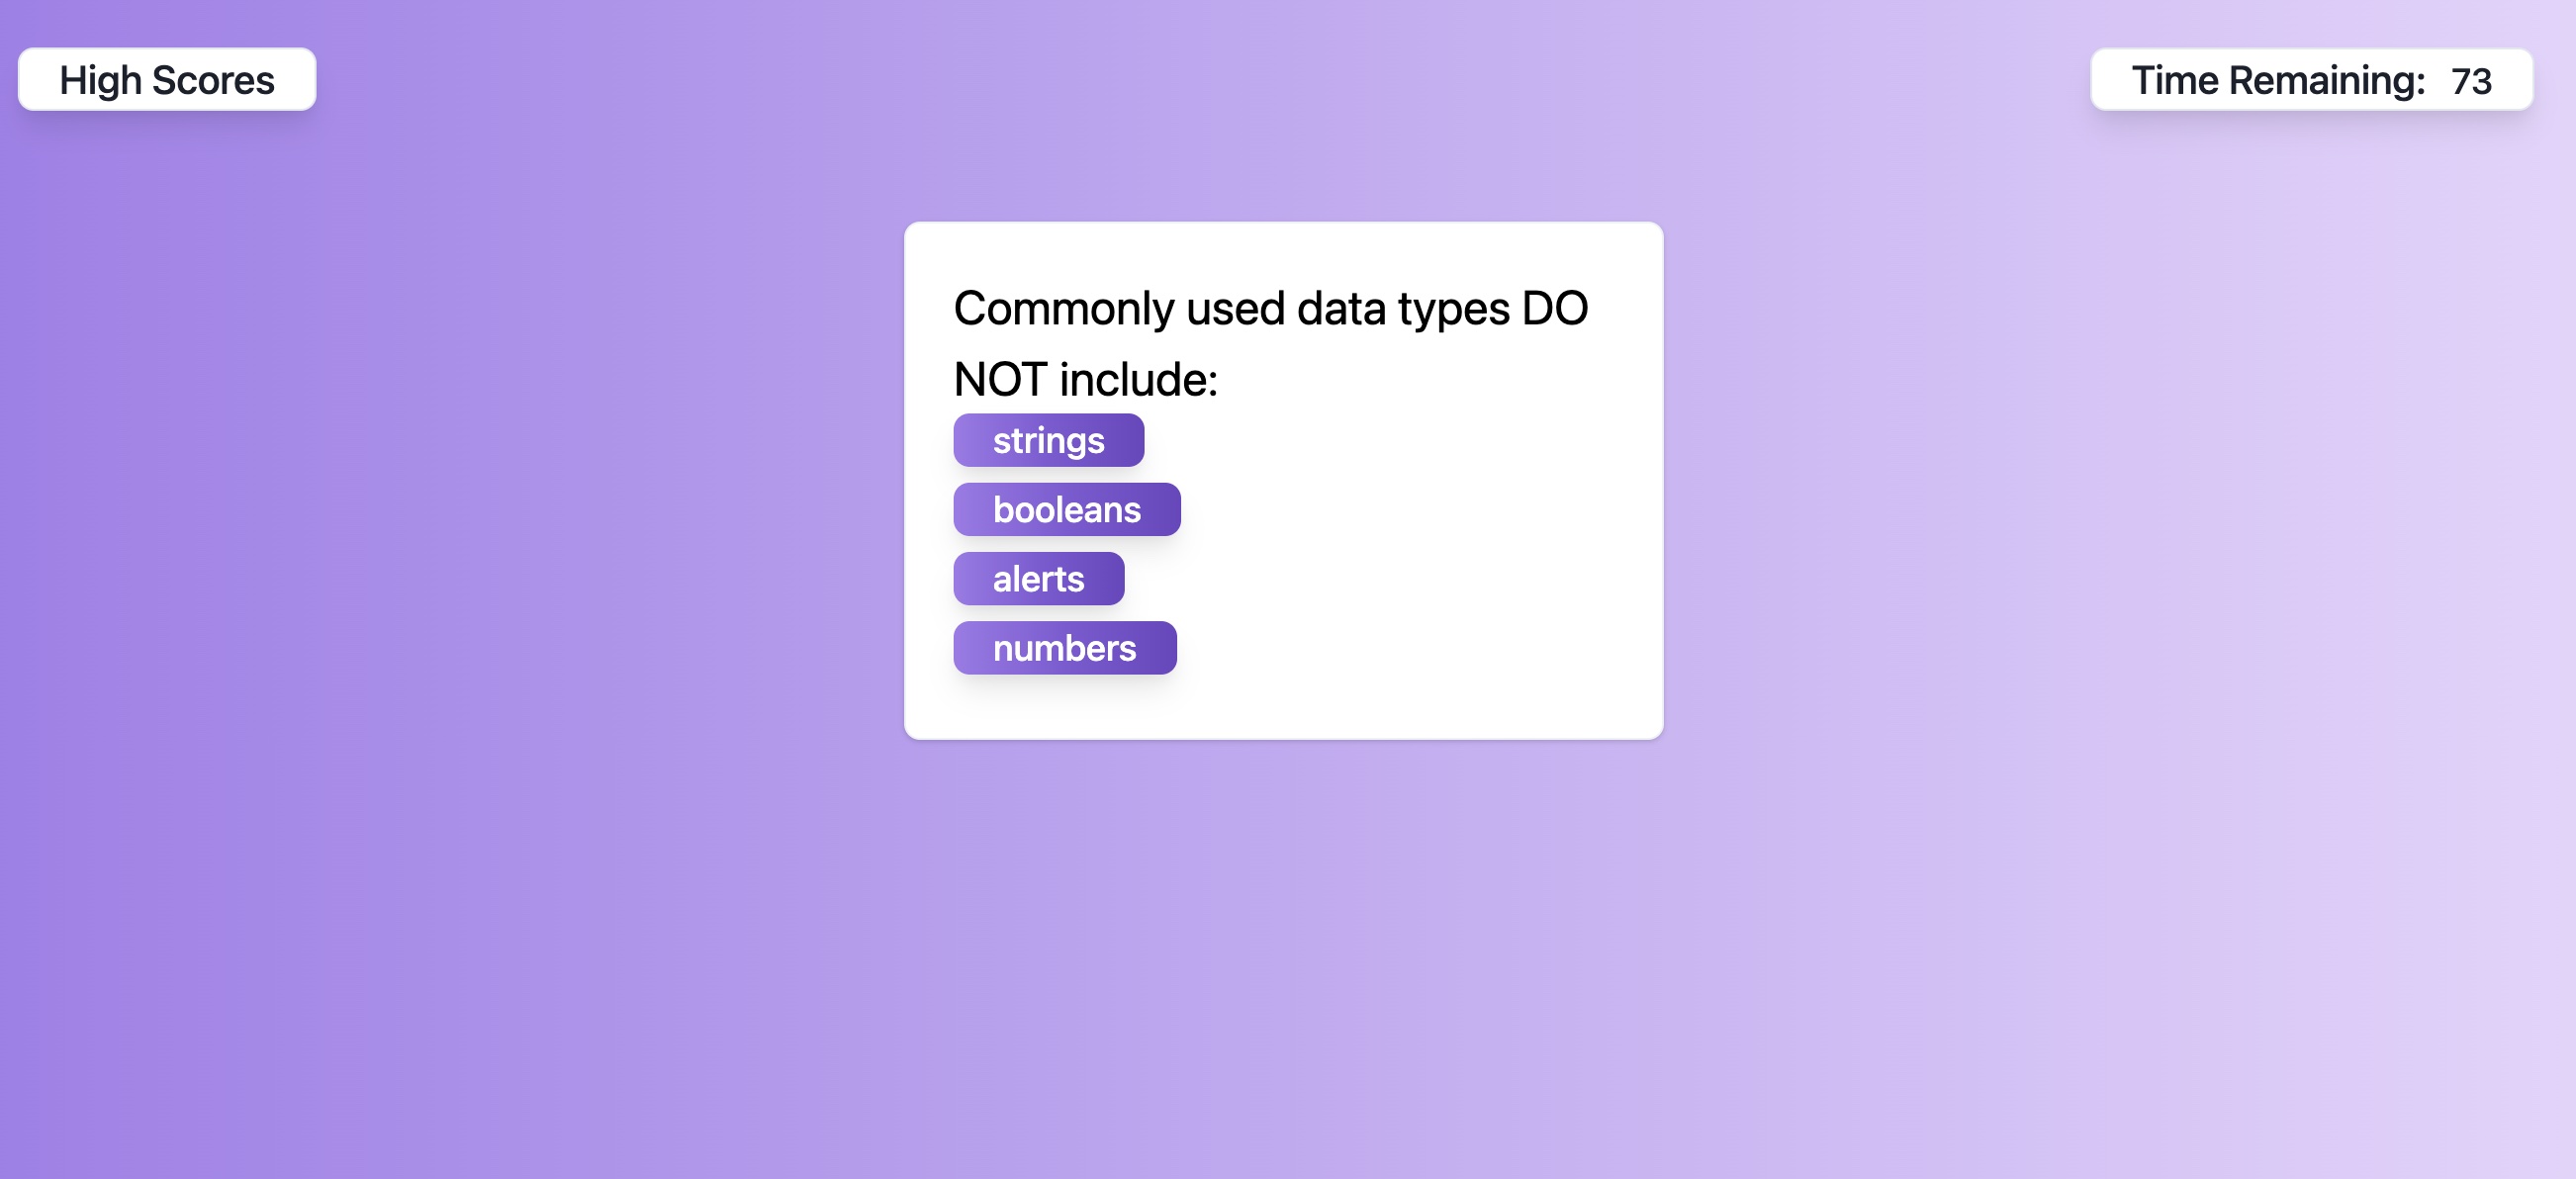 High Scores
Time Remaining: 73
Commonly used data types DO
NOT include:
strings
booleans
alerts
numbers